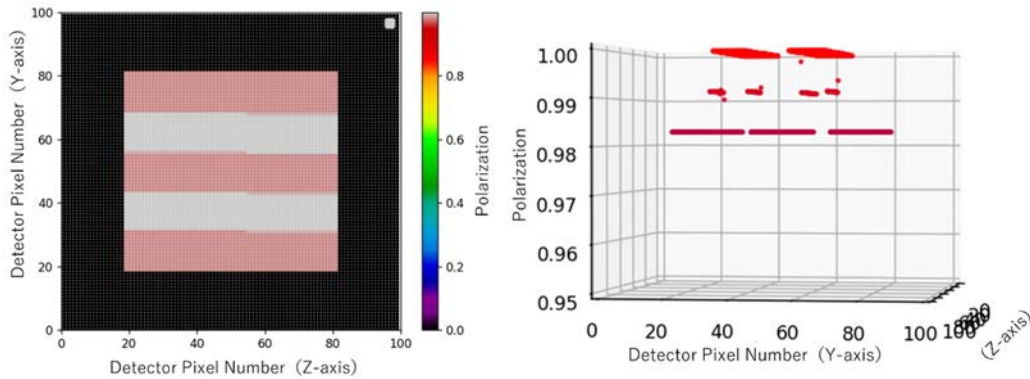 100
80
60
40
20
0
0 20 40 60 80 100
Detector Pixel Number (Y-axis)
Detector Pixel Number (Z-axis)
0.8
0.6
0.4
0.2
0.0
Polarization
1.00
0.99
0.98
0.97
0.96
0.95
Polarization
0 20 40 60 80 100
Detector Pixel Number (Y-axis)
20
100
(Z-axis)